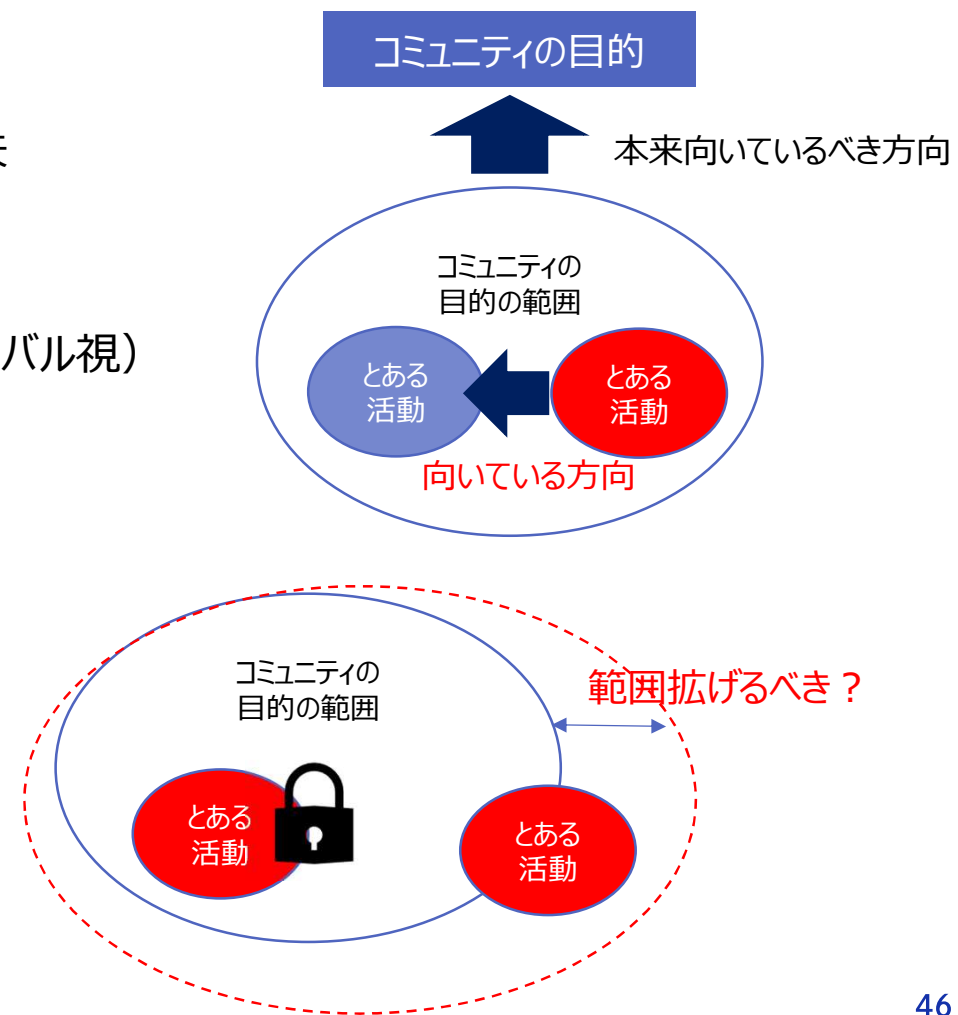 コミュニティの目的
本来向いているべき方向
コミュニティの
目的の範囲
バル視）
とある
活動
とある
活動
向いている方向
コミュニティの
目的の範囲
範囲拡げるべき？
とある
活動
とある
活動
46